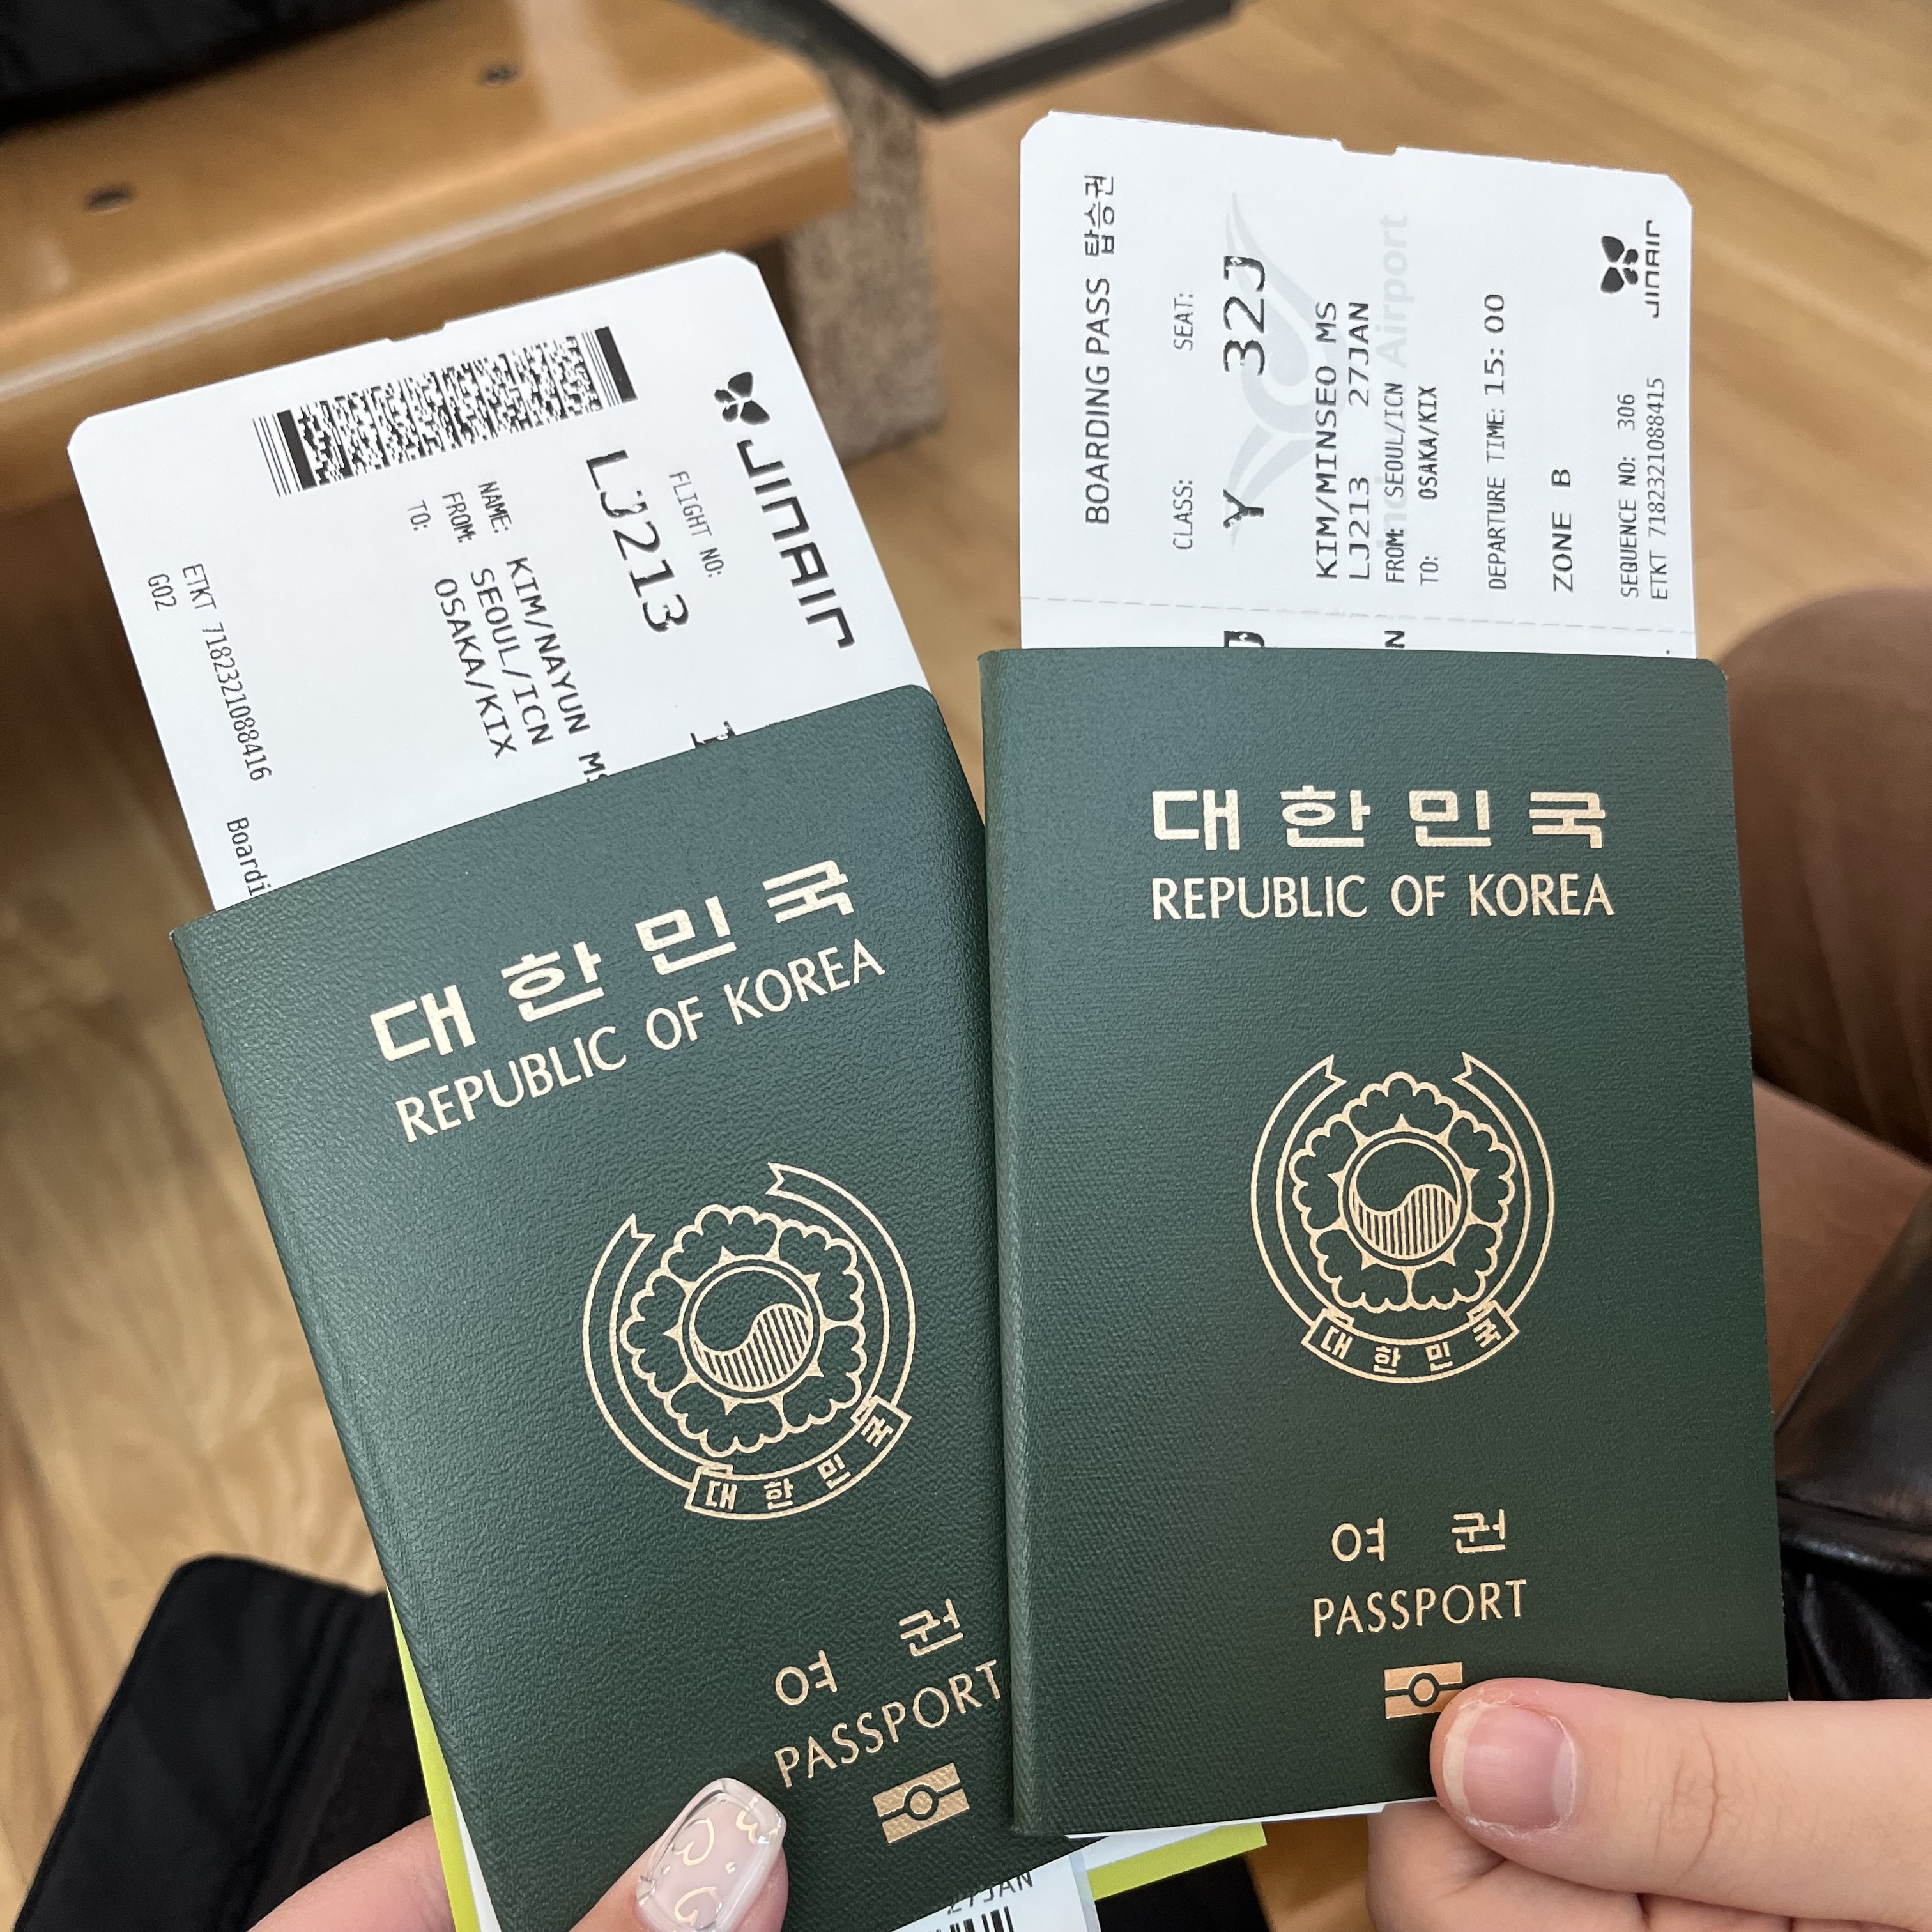 JINAIR
FLIGHT NO:
LJ213
NAME: KIM/NAYUN MS
FROM: SEOUL/ICN
TO: OSAKA/KIX
ETKT 7182321088416
G02
대한민국
REPUBLIC OF KOREA
대한민국
여권
PASSPORT
27JAN
BOARDING PASS 탑승권
CLASS: SEAT:
Y 32J
KIM/MINSEO MS
LJ213 27JAN
FROM: SEOUL/ICN
TO: OSAKA/KIX
DEPARTURE TIME: 15:00
ZONE B
SEQUENCE NO: 306
ETKT 7182321088415
JINAIR
Airport
대한민국
REPUBLIC OF KOREA
대한민국
여권
PASSPORT